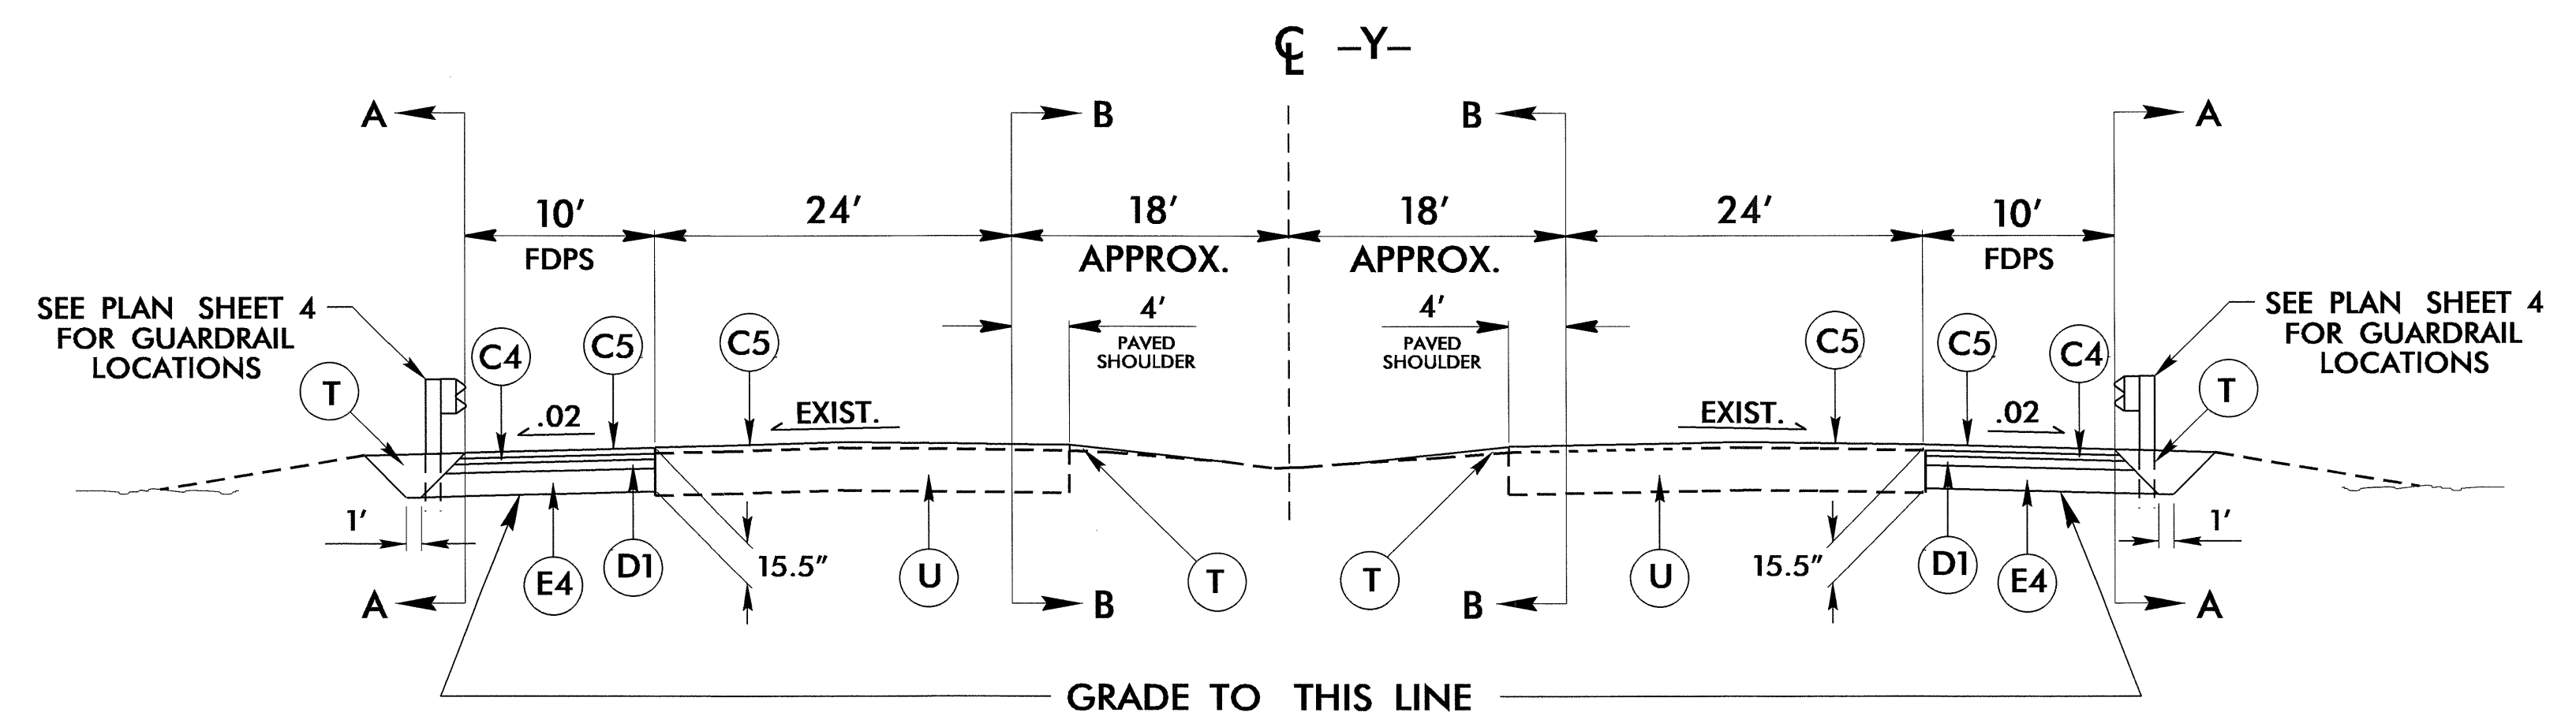 ℄ –Y–
A B B A
10' 24' 18' 18' 24' 10'
FDPS APPROX. APPROX. FDPS
SEE PLAN SHEET 4
FOR GUARDRAIL
LOCATIONS
4'
PAVED
SHOULDER
4'
PAVED
SHOULDER
SEE PLAN SHEET 4
FOR GUARDRAIL
LOCATIONS
T C4 C5 C5 C5 C5 C4 T
.02 EXIST. EXIST. .02
1' E4 D1 15.5" U T T U 15.5" D1 E4 1'
A B B A
GRADE TO THIS LINE